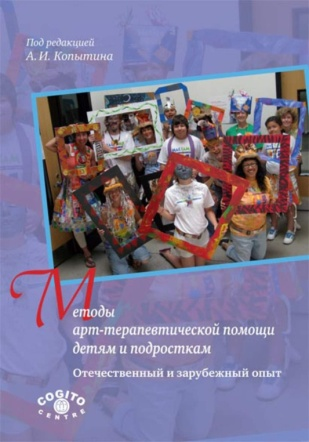 Под редакцией
А. И. Копытина
Методы
арт-терапевтической помощи
детям и подросткам
Отечественный и зарубежный опыт
COGITO
CENTRE